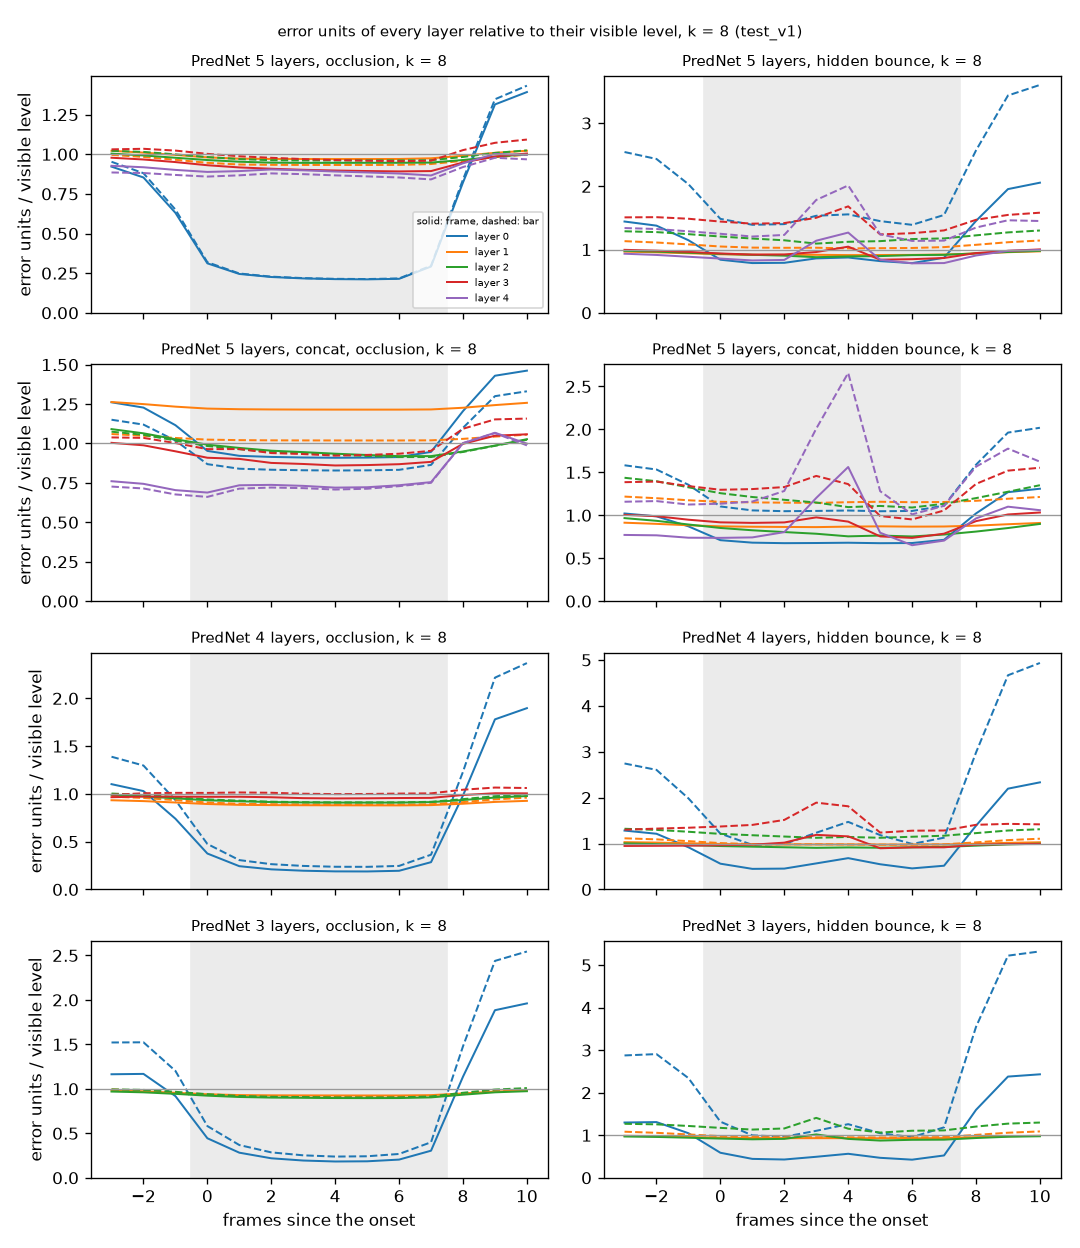 error units of every layer relative to their visible level, k = 8 (test_v1)
PredNet 5 layers, occlusion, k = 8
PredNet 5 layers, hidden bounce, k = 8
error units / visible level
1.25
1.00
0.75
0.50
0.25
0.00
solid: frame, dashed: bar
layer 0
layer 1
layer 2
layer 3
layer 4
3
2
1
0
PredNet 5 layers, concat, occlusion, k = 8
PredNet 5 layers, concat, hidden bounce, k = 8
error units / visible level
1.50
1.25
1.00
0.75
0.50
0.25
0.00
2.5
2.0
1.5
1.0
0.5
0.0
PredNet 4 layers, occlusion, k = 8
PredNet 4 layers, hidden bounce, k = 8
error units / visible level
2.0
1.5
1.0
0.5
0.0
5
4
3
2
1
0
PredNet 3 layers, occlusion, k = 8
PredNet 3 layers, hidden bounce, k = 8
error units / visible level
2.5
2.0
1.5
1.0
0.5
0.0
5
4
3
2
1
0
−2 0 2 4 6 8 10
−2 0 2 4 6 8 10
frames since the onset
frames since the onset